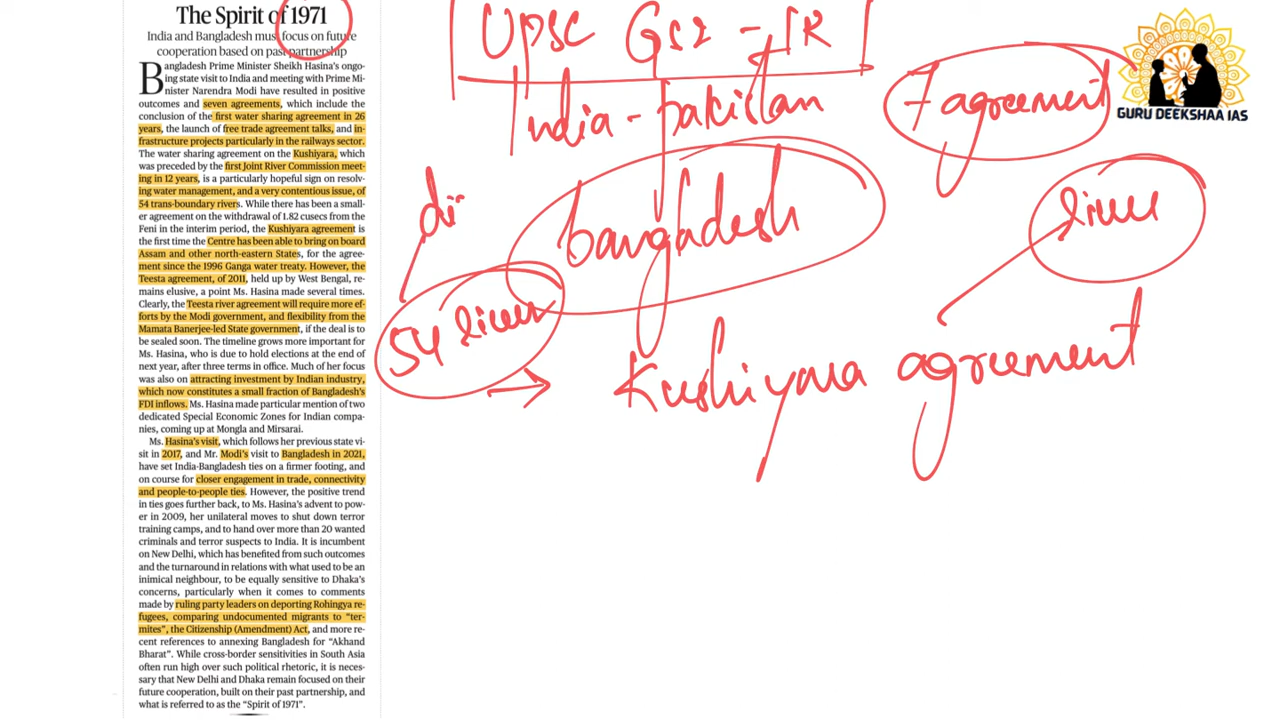 The Spirit of 1971
India and Bangladesh must focus on future
cooperation based on past partnership
Bangladesh Prime Minister Sheikh Hasina's ongo-
ing state visit to India and meeting with Prime Mi-
nister Narendra Modi have resulted in positive
outcomes and seven agreements, which include the
conclusion of the first water sharing agreement in 26
years, the launch of free trade agreement talks, and in-
frastructure projects particularly in the railways sector.
The water sharing agreement on the Kushiyara, which
was preceded by the first Joint River Commission meet-
ing in 12 years, is a particularly hopeful sign on resolv-
ing water management, and a very contentious issue, of
54 trans-boundary rivers. While there has been a small-
er agreement on the withdrawal of 1.82 cusecs from the
Feni in the interim period, the Kushiyara agreement is
the first time the Centre has been able to bring on board
Assam and other north-eastern States, for the agree-
ment since the 1996 Ganga water treaty. However, the
Teesta agreement, of 2011, held up by West Bengal, re-
mains elusive, a point Ms. Hasina made several times.
Clearly, the Teesta river agreement will require more ef-
forts by the Modi government, and flexibility from the
Mamata Banerjee-led State government, if the deal is to
be sealed soon. The timeline grows more important for
Ms. Hasina, who is due to hold elections at the end of
next year, after three terms in office. Much of her focus
was also on attracting investment by Indian industry,
which now constitutes a small fraction of Bangladesh's
FDI inflows. Ms. Hasina made particular mention of two
dedicated Special Economic Zones for Indian compa-
nies, coming up at Mongla and Mirsarai.
Ms. Hasina's visit, which follows her previous state vi-
sit in 2017, and Mr. Modi's visit to Bangladesh in 2021,
have set India-Bangladesh ties on a firmer footing, and
on course for closer engagement in trade, connectivity
and people-to-people ties. However, the positive trend
in ties goes further back, to Ms. Hasina's advent to pow-
er in 2009, her unilateral moves to shut down terror
training camps, and to hand over more than 20 wanted
criminals and terror suspects to India. It is incumbent
on New Delhi, which has benefited from such outcomes
and the turnaround in relations with what used to be an
inimical neighbour, to be equally sensitive to Dhaka's
concerns, particularly when it comes to comments
made by ruling party leaders on deporting Rohingya re-
fugees, comparing undocumented migrants to "ter-
mites", the Citizenship (Amendment) Act, and more re-
cent references to annexing Bangladesh for "Akhand
Bharat". While cross-border sensitivities in South Asia
often run high over such political rhetoric, it is neces-
sary that New Delhi and Dhaka remain focused on their
future cooperation, built on their past partnership, and
what is referred to as the "Spirit of 1971".
UPSC GS2 - IR
India - pakistan
7 agreement
bangladesh
river
54 river
Kushiyara agreement
GURU DEEKSHAA IAS